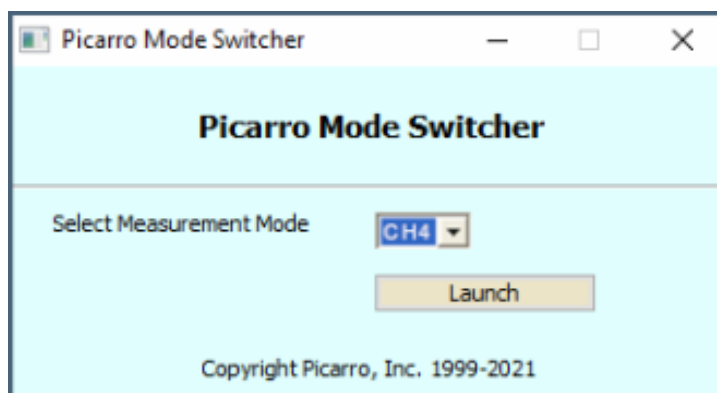 Picarro Mode Switcher
Picarro Mode Switcher
Select Measurement Mode CH4
Launch
Copyright Picarro, Inc. 1999-2021